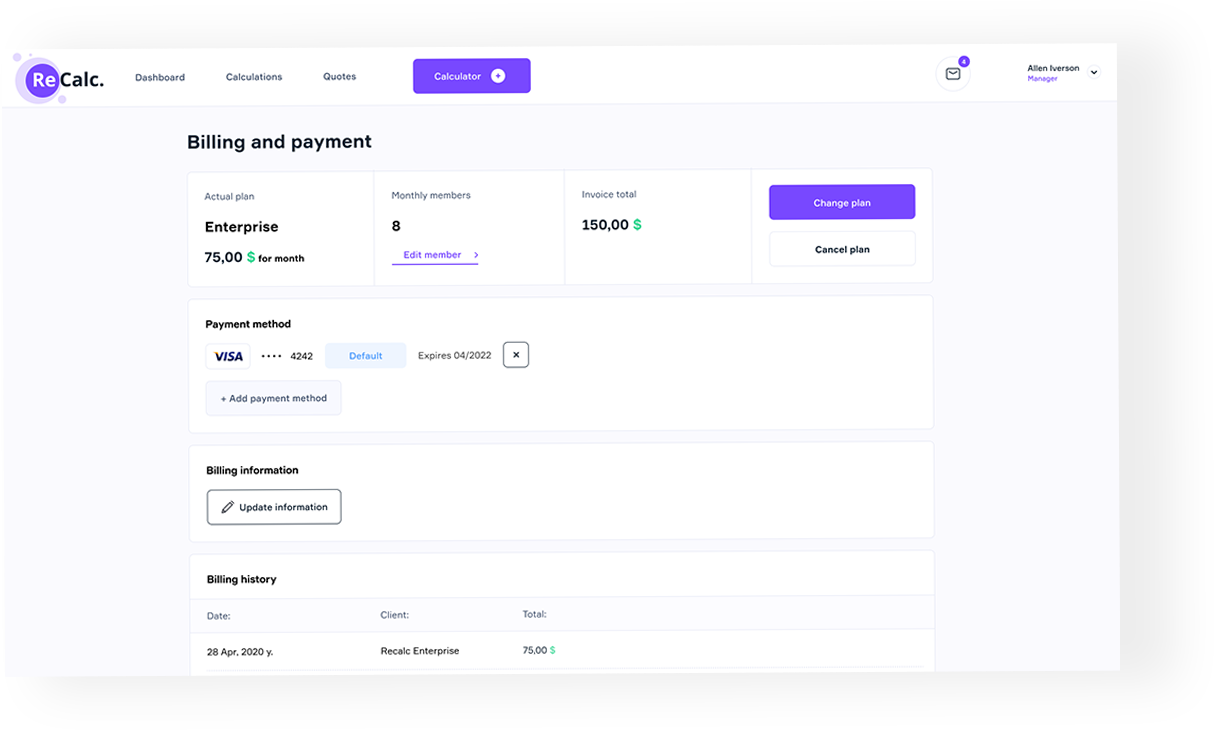 ReCalc.
Dashboard
Calculations
Quotes
Calculator
4
Allen Iverson
Manager
Billing and payment
Actual plan
Enterprise
75,00 $ for month
Monthly members
8
Edit member
Invoice total
150,00 $
Change plan
Cancel plan
Payment method
VISA •••• 4242 Default Expires 04/2022
+ Add payment method
Billing information
Update information
Billing history
Date: Client: Total:
28 Apr, 2020 y. Recalc Enterprise 75,00 $